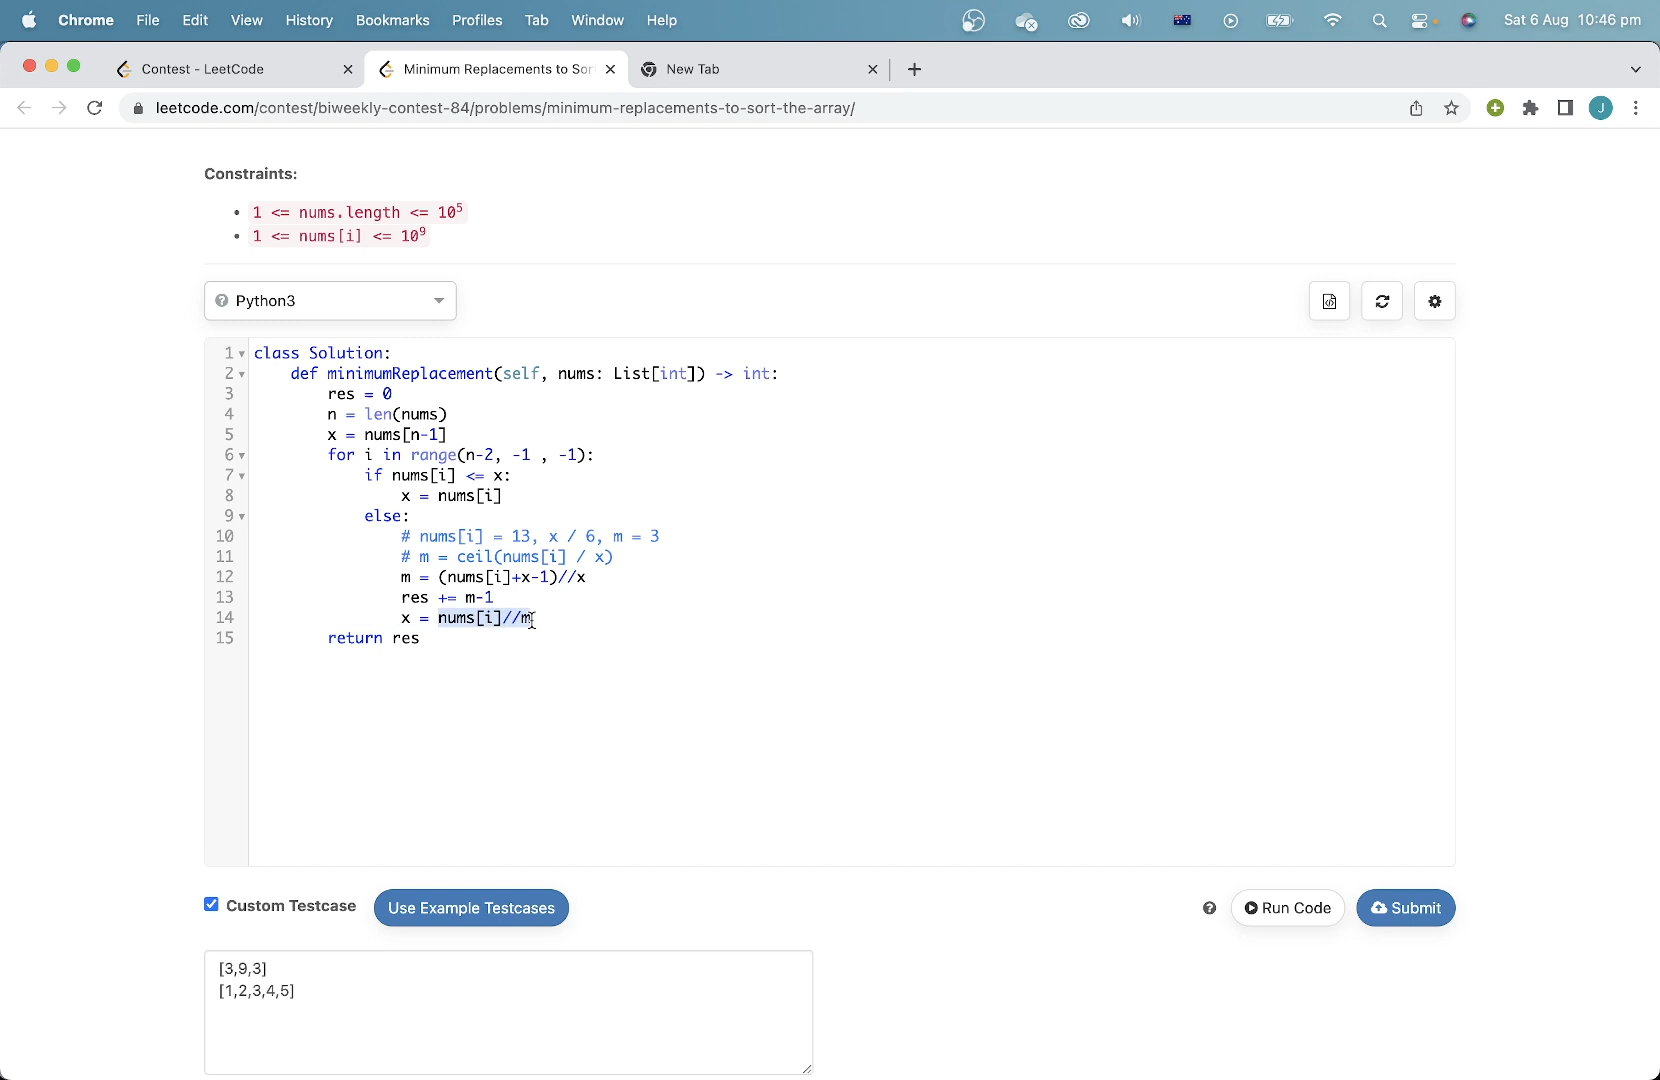 Chrome File Edit View History Bookmarks Profiles Tab Window Help Sat 6 Aug 10:46 pm
Contest - LeetCode Minimum Replacements to Sor New Tab
leetcode.com/contest/biweekly-contest-84/problems/minimum-replacements-to-sort-the-array/ J
Constraints:
• 1 <= nums.length <= 10⁵
• 1 <= nums[i] <= 10⁹
Python3
1 class Solution:
2     def minimumReplacement(self, nums: List[int]) -> int:
3         res = 0
4         n = len(nums)
5         x = nums[n-1]
6         for i in range(n-2, -1 , -1):
7             if nums[i] <= x:
8                 x = nums[i]
9             else:
10                 # nums[i] = 13, x / 6, m = 3
11                 # m = ceil(nums[i] / x)
12                 m = (nums[i]+x-1)//x
13                 res += m-1
14                 x = nums[i]//m
15         return res
Custom Testcase Use Example Testcases Run Code Submit
[3,9,3]
[1,2,3,4,5]